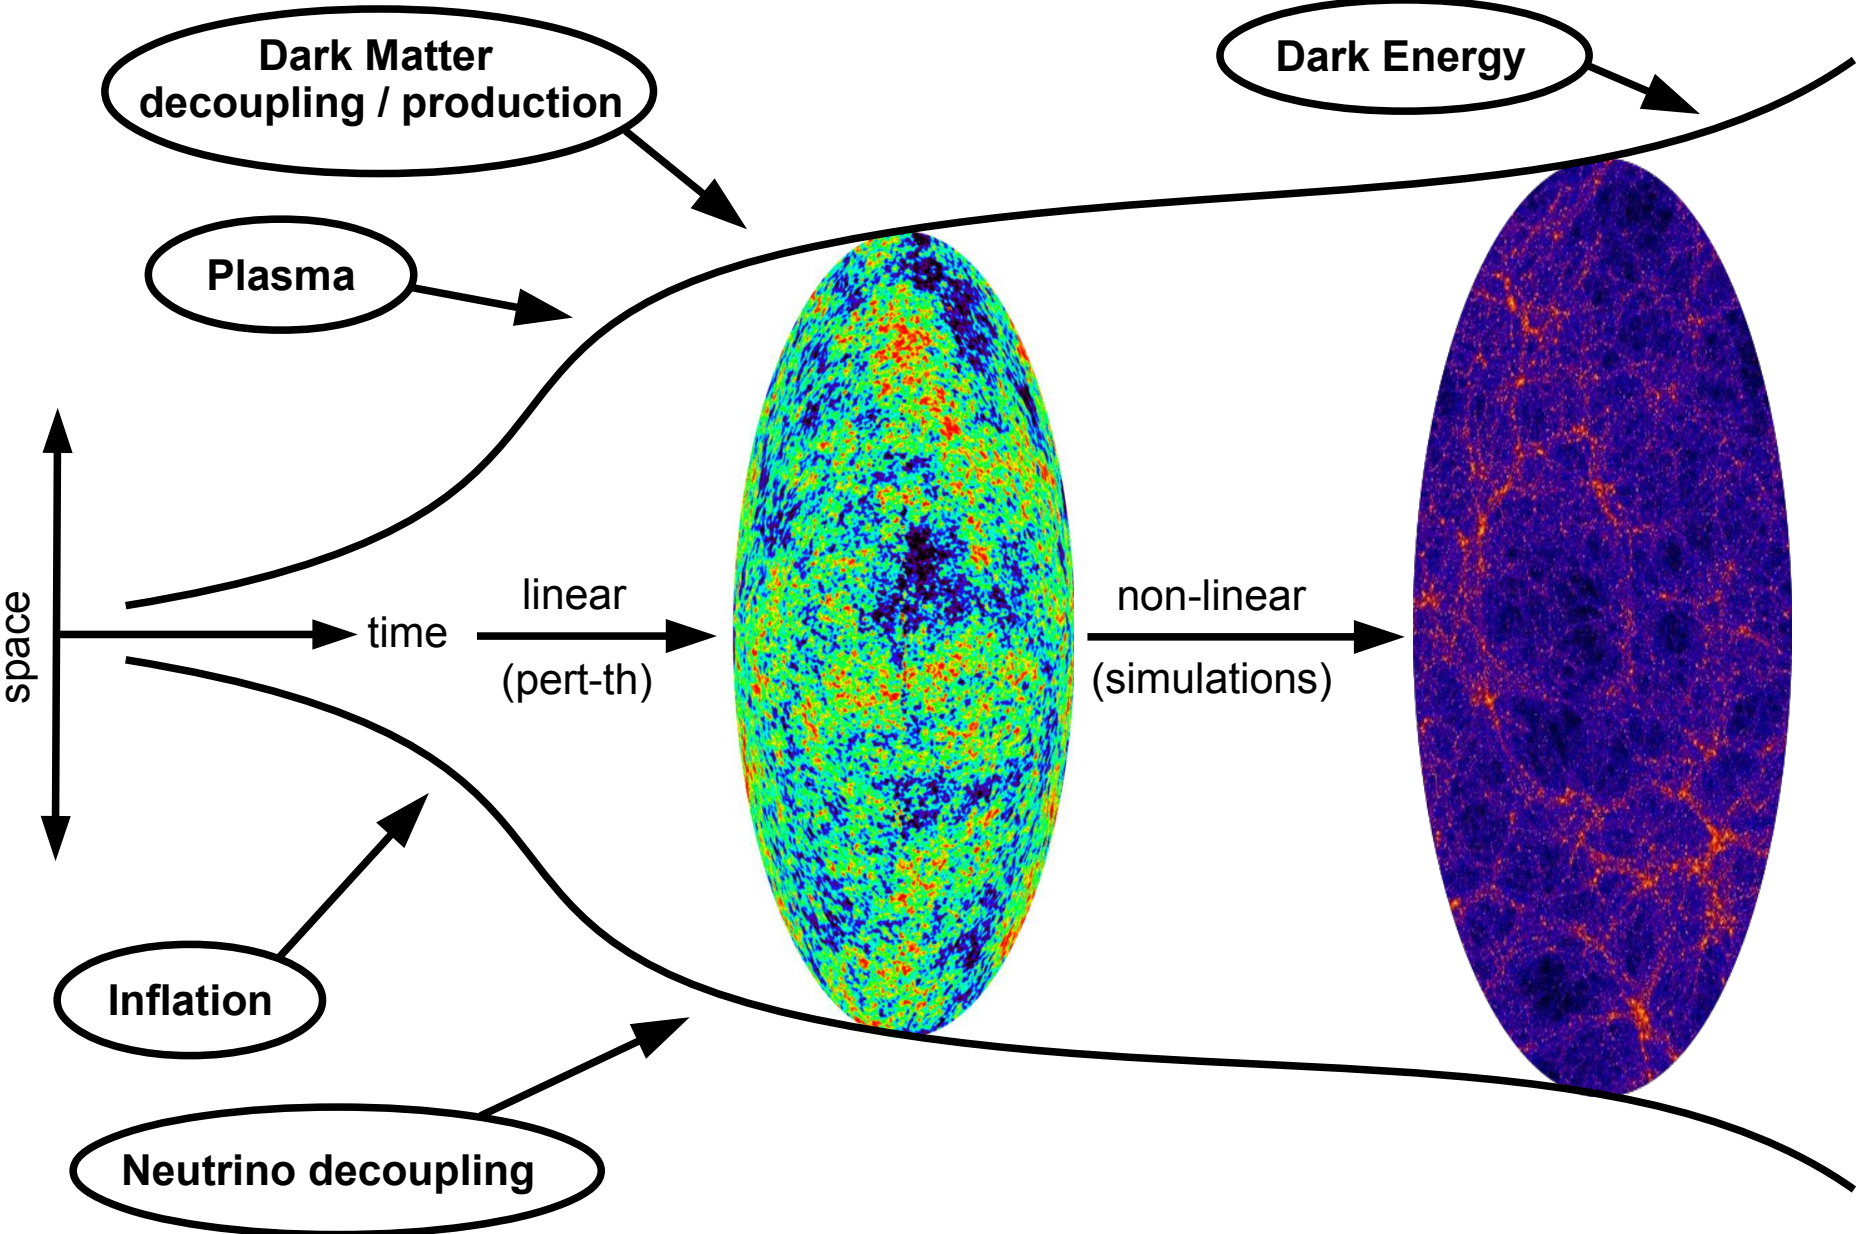 Dark Matter
decoupling / production
Dark Energy
Plasma
space
time
linear
(pert-th)
non-linear
(simulations)
Inflation
Neutrino decoupling